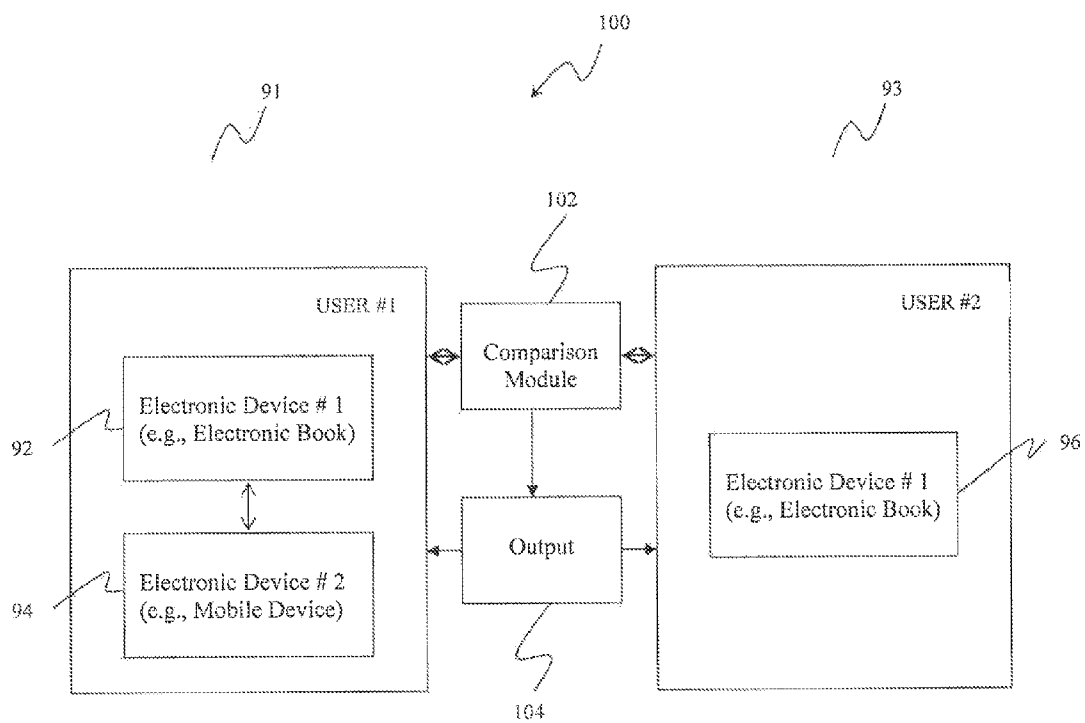 100
91
93
102
USER #1
USER #2
Comparison
Module
Electronic Device # 1
(e.g., Electronic Book)
92
96
Electronic Device # 1
(e.g., Electronic Book)
Output
Electronic Device # 2
(e.g., Mobile Device)
94
104